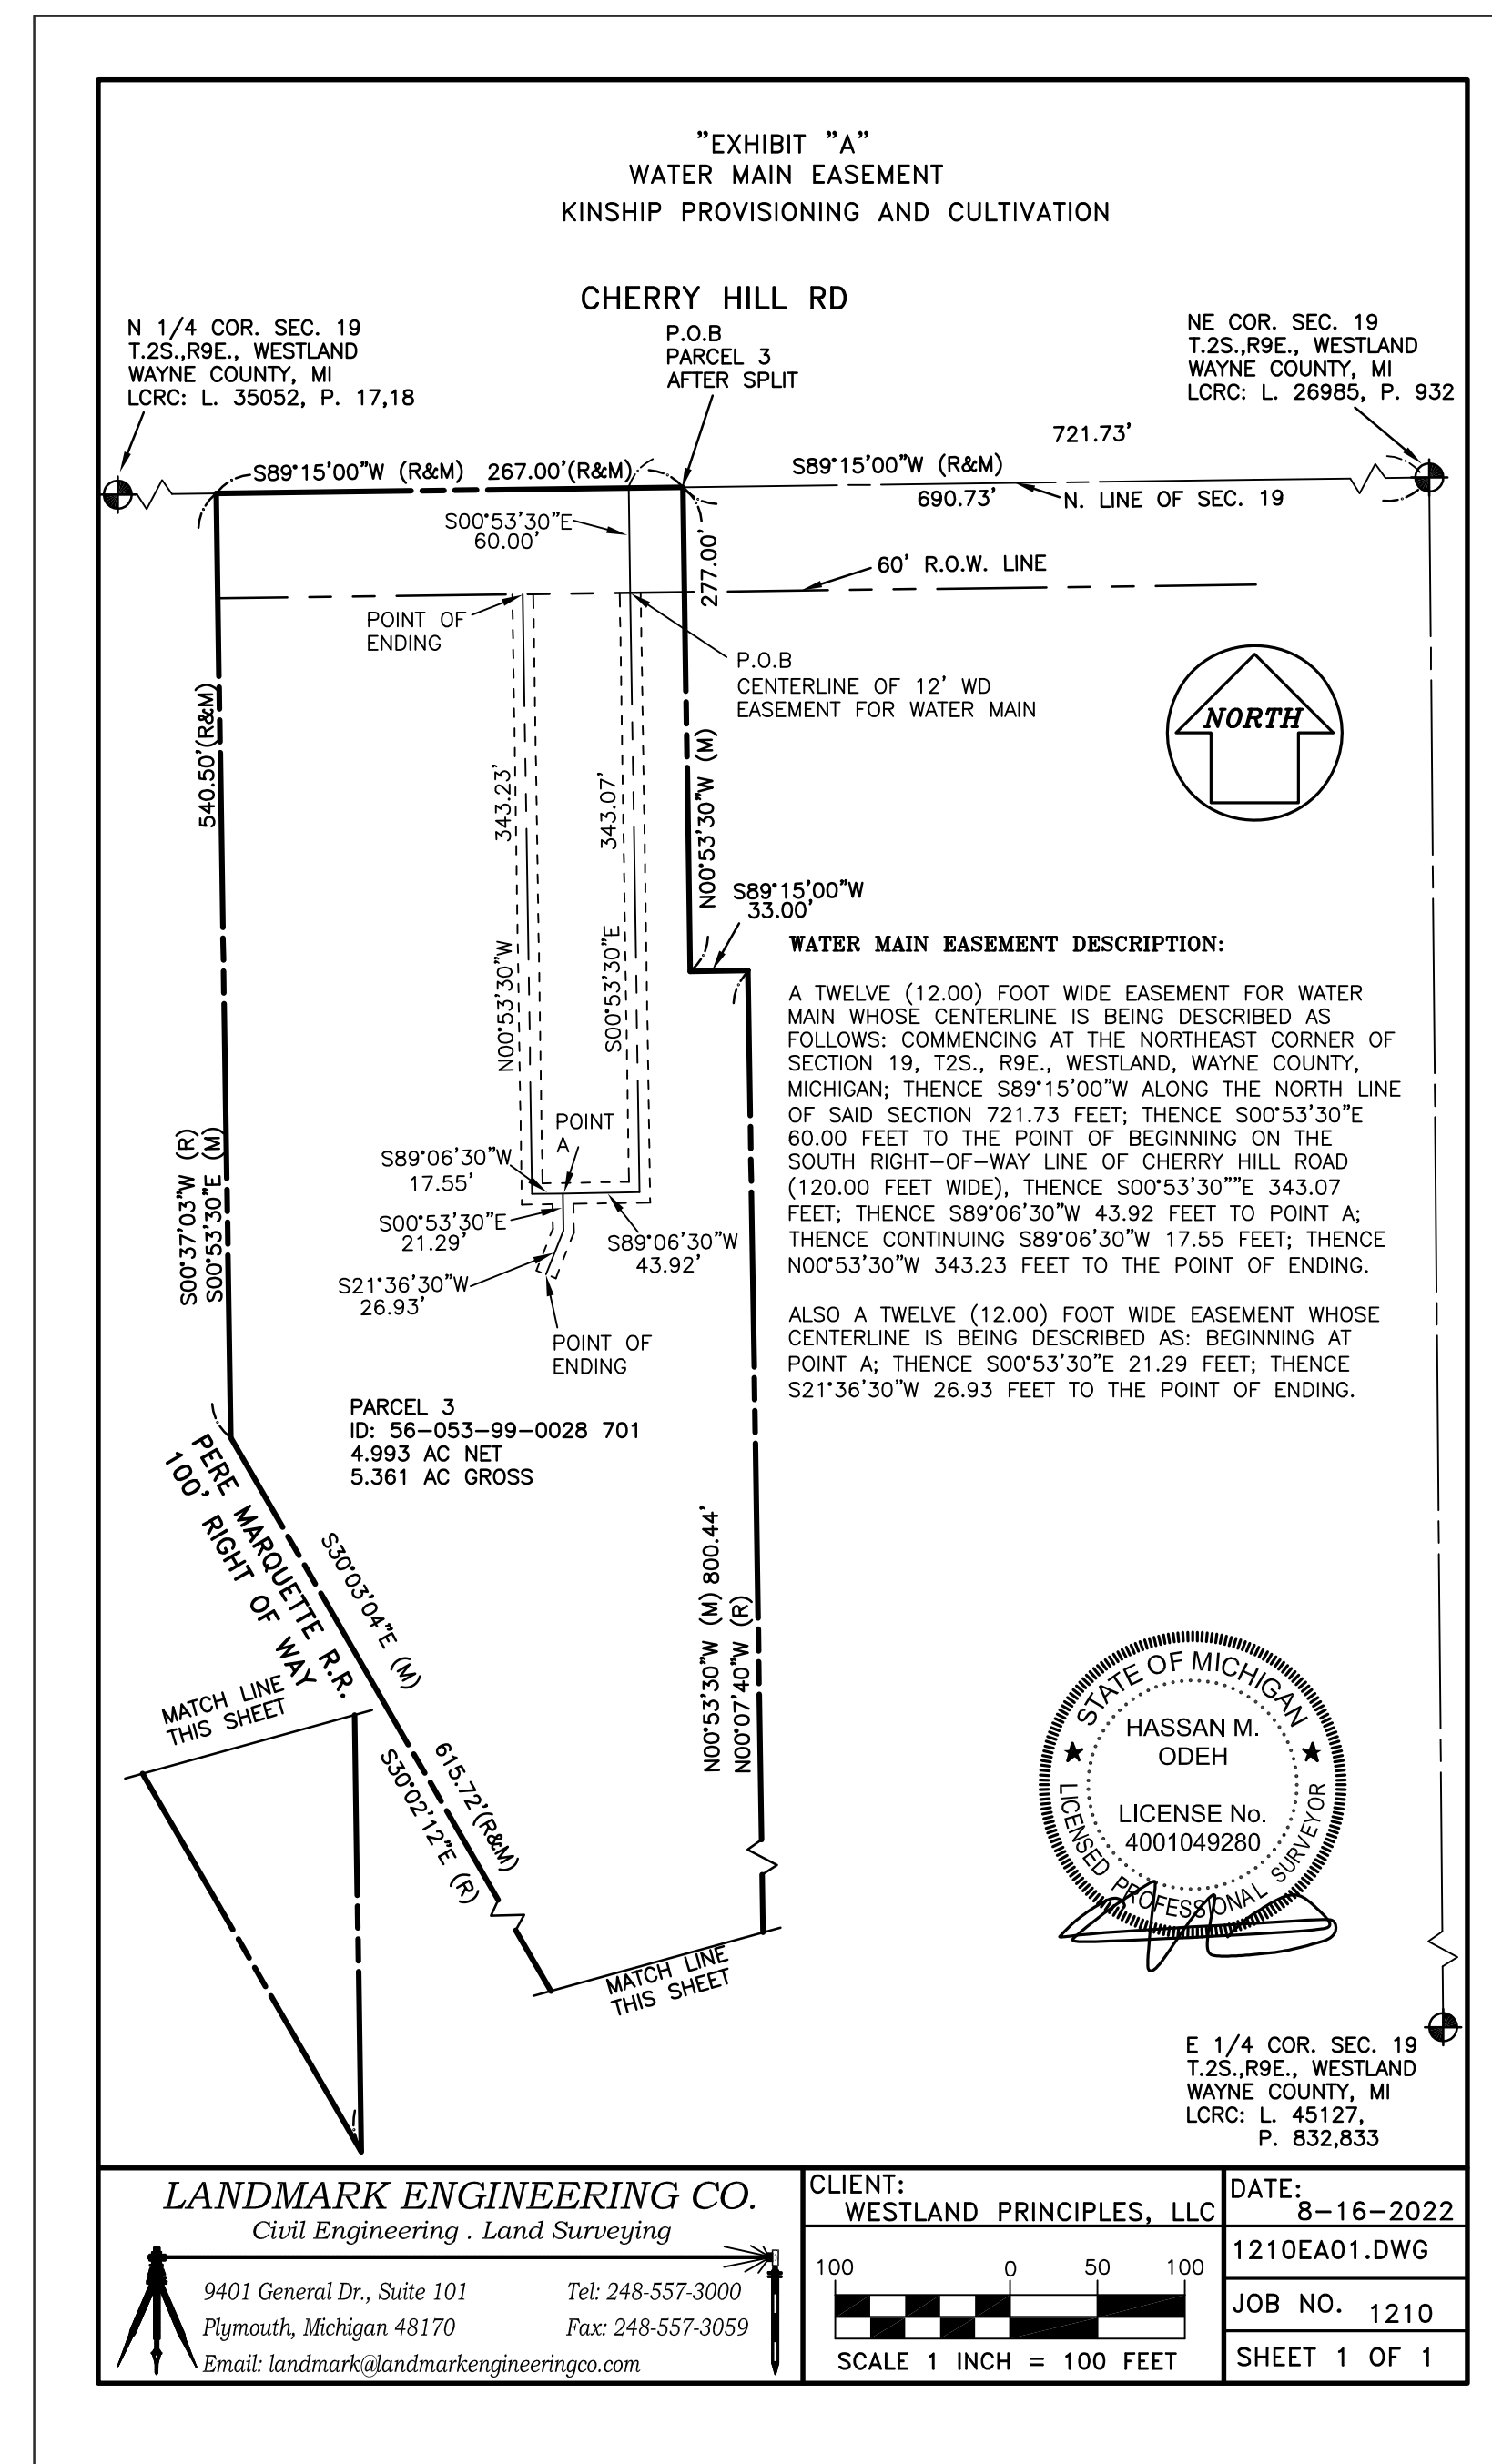 "EXHIBIT "A"
WATER MAIN EASEMENT
KINSHIP PROVISIONING AND CULTIVATION
CHERRY HILL RD
N 1/4 COR. SEC. 19
T.2S.,R9E., WESTLAND
WAYNE COUNTY, MI
LCRC: L. 35052, P. 17,18
P.O.B
PARCEL 3
AFTER SPLIT
NE COR. SEC. 19
T.2S.,R9E., WESTLAND
WAYNE COUNTY, MI
LCRC: L. 26985, P. 932
721.73'
S89°15'00"W (R&M) 267.00'(R&M)
S89°15'00"W (R&M)
690.73'
N. LINE OF SEC. 19
S00°53'30"E
60.00'
277.00'
60' R.O.W. LINE
POINT OF
ENDING
P.O.B
CENTERLINE OF 12' WD
EASEMENT FOR WATER MAIN
NORTH
540.50'(R&M)
343.23'
343.07'
N00°53'30"W (M)
S89°15'00"W
33.00'
N00°53'30"W
S00°53'30"E
WATER MAIN EASEMENT DESCRIPTION:
A TWELVE (12.00) FOOT WIDE EASEMENT FOR WATER
MAIN WHOSE CENTERLINE IS BEING DESCRIBED AS
FOLLOWS: COMMENCING AT THE NORTHEAST CORNER OF
SECTION 19, T2S., R9E., WESTLAND, WAYNE COUNTY,
MICHIGAN; THENCE S89°15'00"W ALONG THE NORTH LINE
OF SAID SECTION 721.73 FEET; THENCE S00°53'30"E
60.00 FEET TO THE POINT OF BEGINNING ON THE
SOUTH RIGHT-OF-WAY LINE OF CHERRY HILL ROAD
(120.00 FEET WIDE), THENCE S00°53'30""E 343.07
FEET; THENCE S89°06'30"W 43.92 FEET TO POINT A;
THENCE CONTINUING S89°06'30"W 17.55 FEET; THENCE
N00°53'30"W 343.23 FEET TO THE POINT OF ENDING.
ALSO A TWELVE (12.00) FOOT WIDE EASEMENT WHOSE
CENTERLINE IS BEING DESCRIBED AS: BEGINNING AT
POINT A; THENCE S00°53'30"E 21.29 FEET; THENCE
S21°36'30"W 26.93 FEET TO THE POINT OF ENDING.
POINT
A
S89°06'30"W
17.55'
S00°53'30"E
21.29'
S89°06'30"W
43.92'
S21°36'30"W
26.93'
POINT OF
ENDING
S00°37'03"W (R)
S00°53'30"E (M)
PARCEL 3
ID: 56-053-99-0028 701
4.993 AC NET
5.361 AC GROSS
PERE MARQUETTE R.R.
100' RIGHT OF WAY
S30°03'04"E (M)
615.72'(R&M)
S30°02'12"E (R)
N00°53'30"W (M) 800.44'
N00°07'40"W (R)
MATCH LINE
THIS SHEET
MATCH LINE
THIS SHEET
STATE OF MICHIGAN
HASSAN M.
ODEH
LICENSE No.
4001049280
LICENSED PROFESSIONAL SURVEYOR
E 1/4 COR. SEC. 19
T.2S.,R9E., WESTLAND
WAYNE COUNTY, MI
LCRC: L. 45127,
P. 832,833
LANDMARK ENGINEERING CO.
Civil Engineering . Land Surveying
9401 General Dr., Suite 101
Tel: 248-557-3000
Plymouth, Michigan 48170
Fax: 248-557-3059
Email: landmark@landmarkengineeringco.com
CLIENT:
WESTLAND PRINCIPLES, LLC
100 0 50 100
SCALE 1 INCH = 100 FEET
DATE:
8-16-2022
1210EA01.DWG
JOB NO. 1210
SHEET 1 OF 1